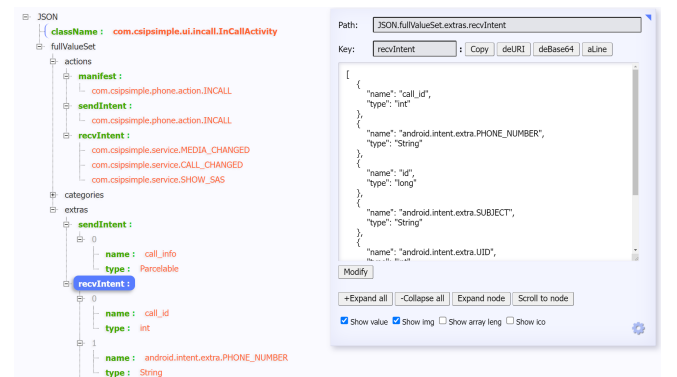 JSON
className : com.csipsimple.ui.incall.InCallActivity
fullValueSet
actions
manifest :
com.csipsimple.phone.action.INCALL
sendIntent :
com.csipsimple.phone.action.INCALL
recvIntent :
com.csipsimple.service.MEDIA_CHANGED
com.csipsimple.service.CALL_CHANGED
com.csipsimple.service.SHOW_SAS
categories
extras
sendIntent :
0
name : call_info
type : Parcelable
recvIntent :
0
name : call_id
type : int
1
name : android.intent.extra.PHONE_NUMBER
type : String
Path: JSON.fullValueSet.extras.recvIntent
Key: recvIntent : Copy deURI deBase64 aLine
[
{
"name": "call_id",
"type": "int"
},
{
"name": "android.intent.extra.PHONE_NUMBER",
"type": "String"
},
{
"name": "id",
"type": "long"
},
{
"name": "android.intent.extra.SUBJECT",
"type": "String"
},
{
"name": "android.intent.extra.UID",
Modify
+Expand all -Collapse all Expand node Scroll to node
Show value Show img Show array leng Show ico